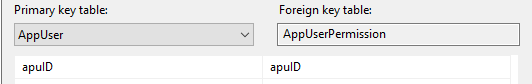 Primary key table: Foreign key table:
AppUser AppUserPermission
apuID apuID